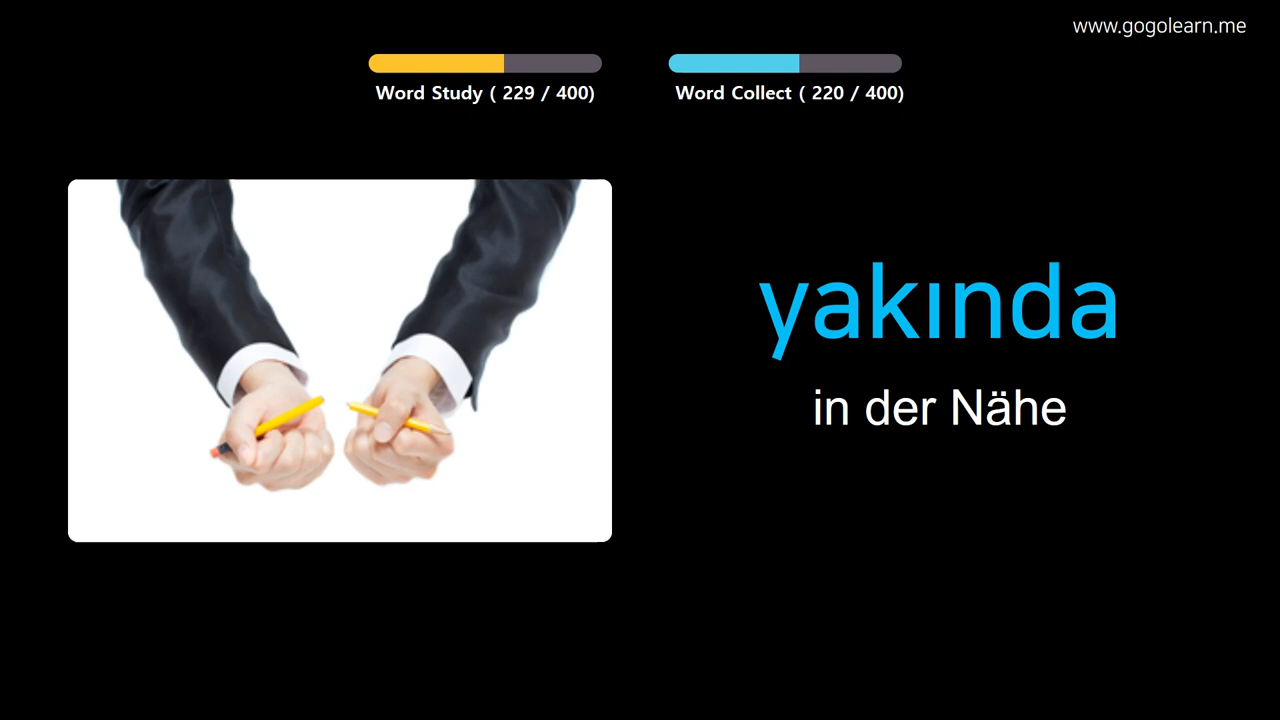 www.gogolearn.me
Word Study ( 229 / 400)
Word Collect ( 220 / 400)
yakında
in der Nähe